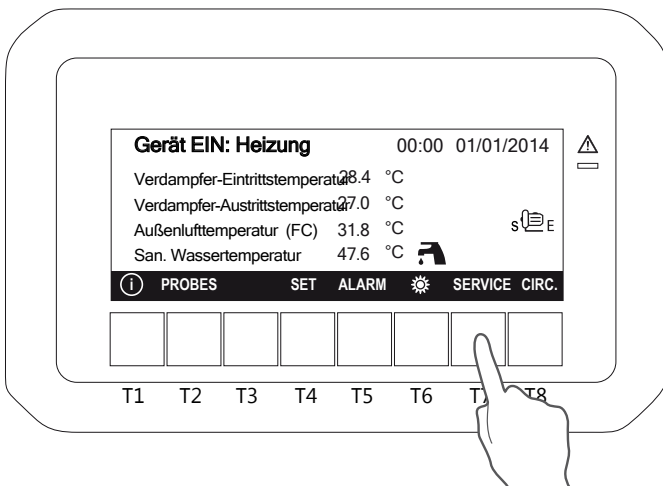 Gerät EIN: Heizung 00:00 01/01/2014
Verdampfer-Eintrittstemperatur 28.4 °C
Verdampfer-Austrittstemperatur 27.0 °C
Außenlufttemperatur (FC) 31.8 °C
S E
San. Wassertemperatur 47.6 °C
i PROBES SET ALARM SERVICE CIRC.
T1 T2 T3 T4 T5 T6 T7 T8